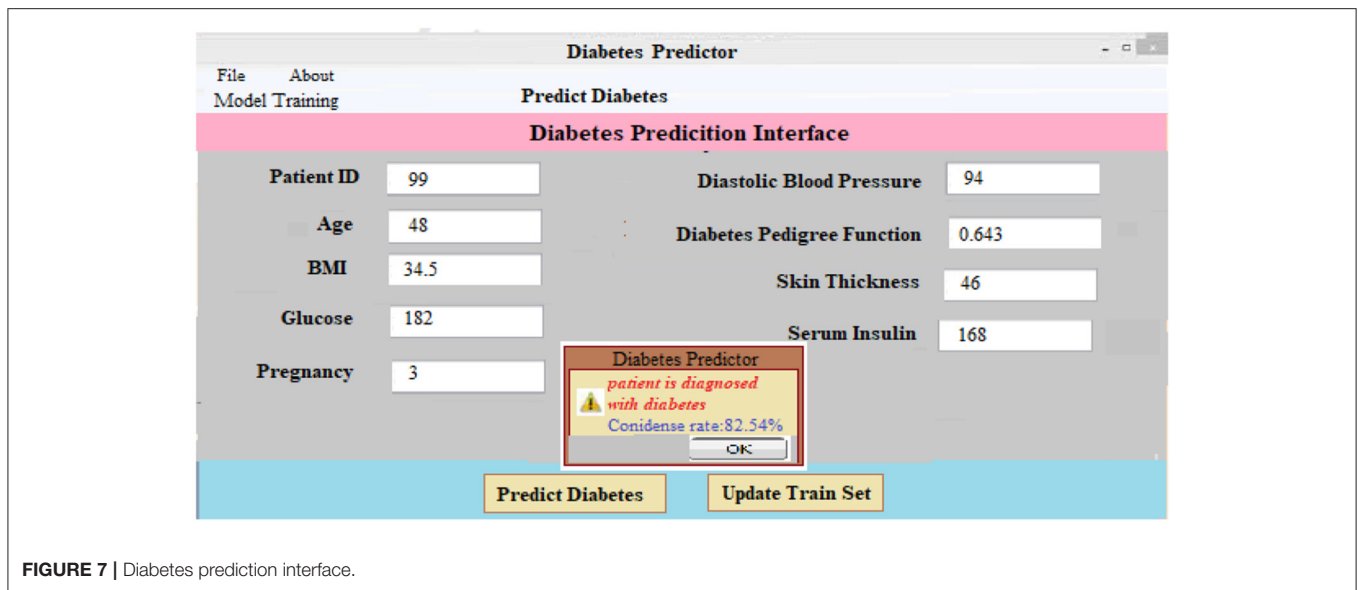 Diabetes Predictor
File About
Model Training Predict Diabetes
Diabetes Predicition Interface
Patient ID 99 Diastolic Blood Pressure 94
Age 48 Diabetes Pedigree Function 0.643
BMI 34.5 Skin Thickness 46
Glucose 182 Serum Insulin 168
Pregnancy 3
Diabetes Predictor
patient is diagnosed
with diabetes
Conidense rate:82.54%
OK
Predict Diabetes Update Train Set
FIGURE 7 | Diabetes prediction interface.